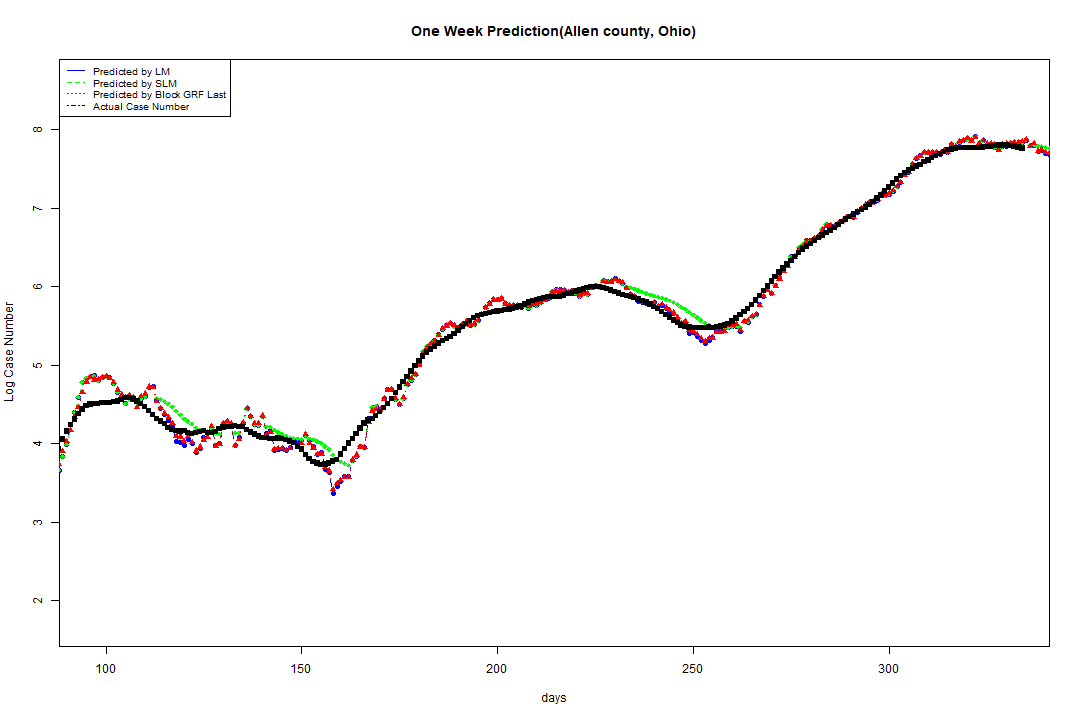 One Week Prediction(Allen county, Ohio)
Predicted by LM
Predicted by SLM
Predicted by Block GRF Last
Actual Case Number
8
7
6
5
4
3
2
Log Case Number
100 150 200 250 300
days